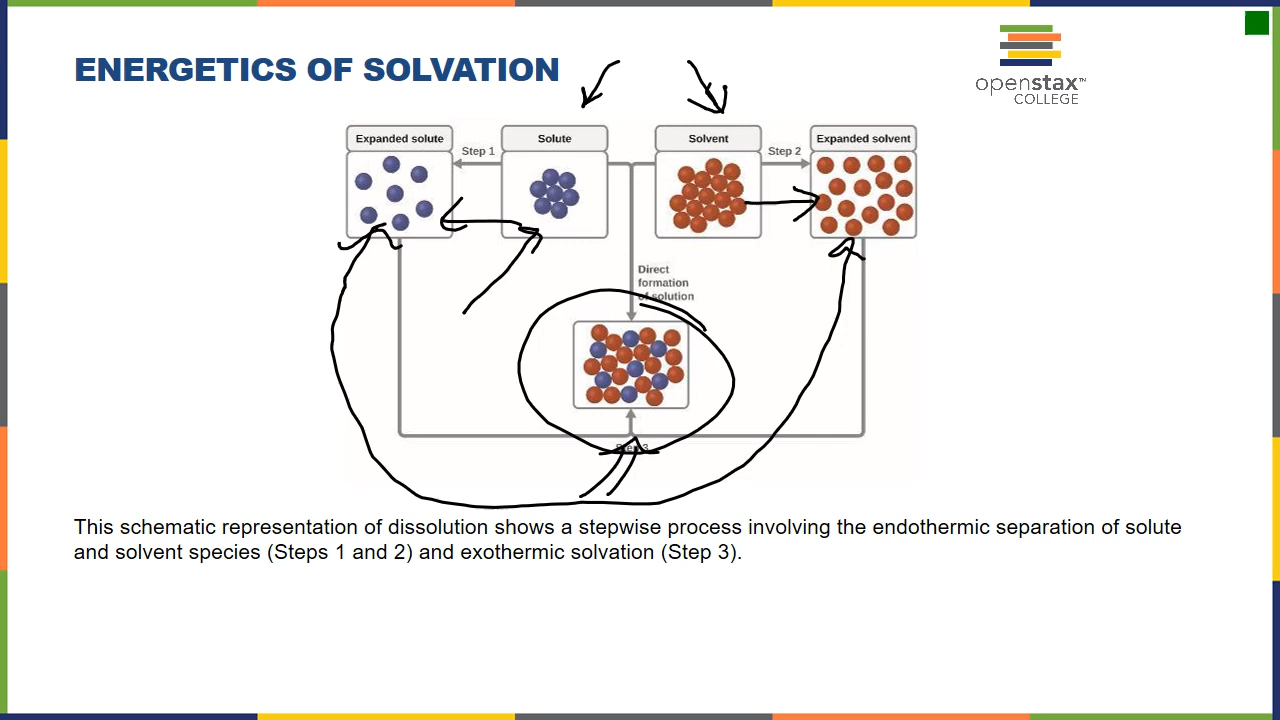 ENERGETICS OF SOLVATION
openstax™
COLLEGE
Expanded solute
Step 1
Solute
Solvent
Step 2
Expanded solvent
Direct
formation
of solution
Step 3
This schematic representation of dissolution shows a stepwise process involving the endothermic separation of solute
and solvent species (Steps 1 and 2) and exothermic solvation (Step 3).